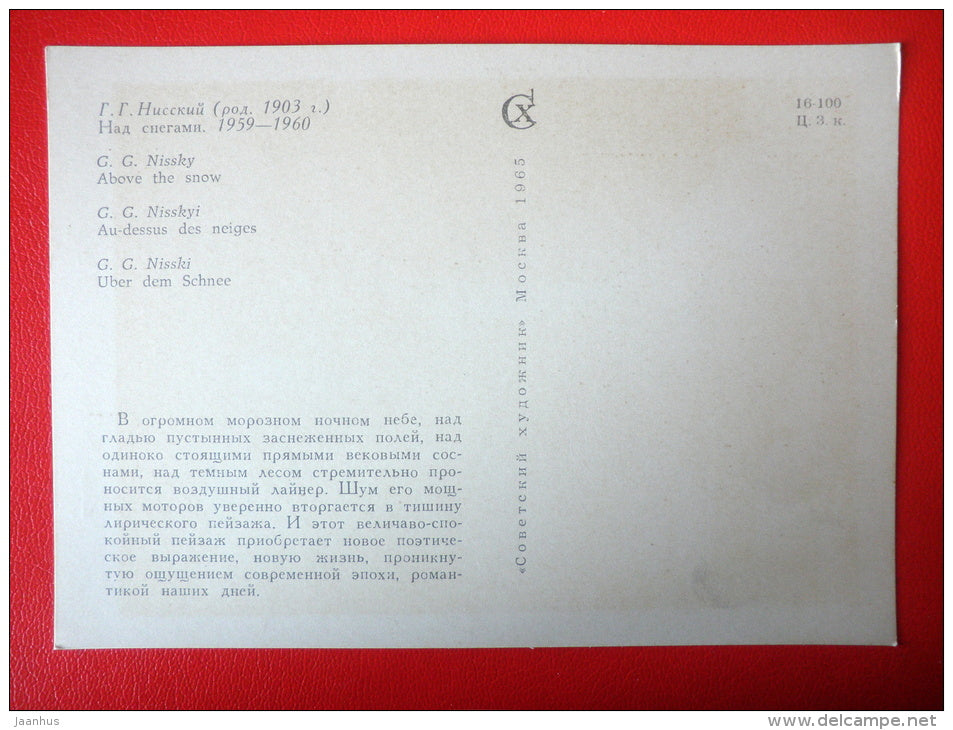 Г. Г. Нисский (род. 1903 г.)
Над снегами. 1959—1960
G. G. Nissky
Above the snow
G. G. Nisskyi
Au-dessus des neiges
G. G. Nisski
Uber dem Schnee
В огромном морозном ночном небе, над
гладью пустынных заснеженных полей, над
одиноко стоящими прямыми вековыми сос-
нами, над темным лесом стремительно про-
носится воздушный лайнер. Шум его мощ-
ных моторов уверенно вторгается в тишину
лирического пейзажа. И этот величаво-спо-
койный пейзаж приобретает новое поэтиче-
ское выражение, новую жизнь, проникну-
тую ощущением современной эпохи, роман-
тикой наших дней.
«Советский художник» Москва 1965
СХ
16-100
Ц. 3. к.
Jaanhus
www.delcampe.net